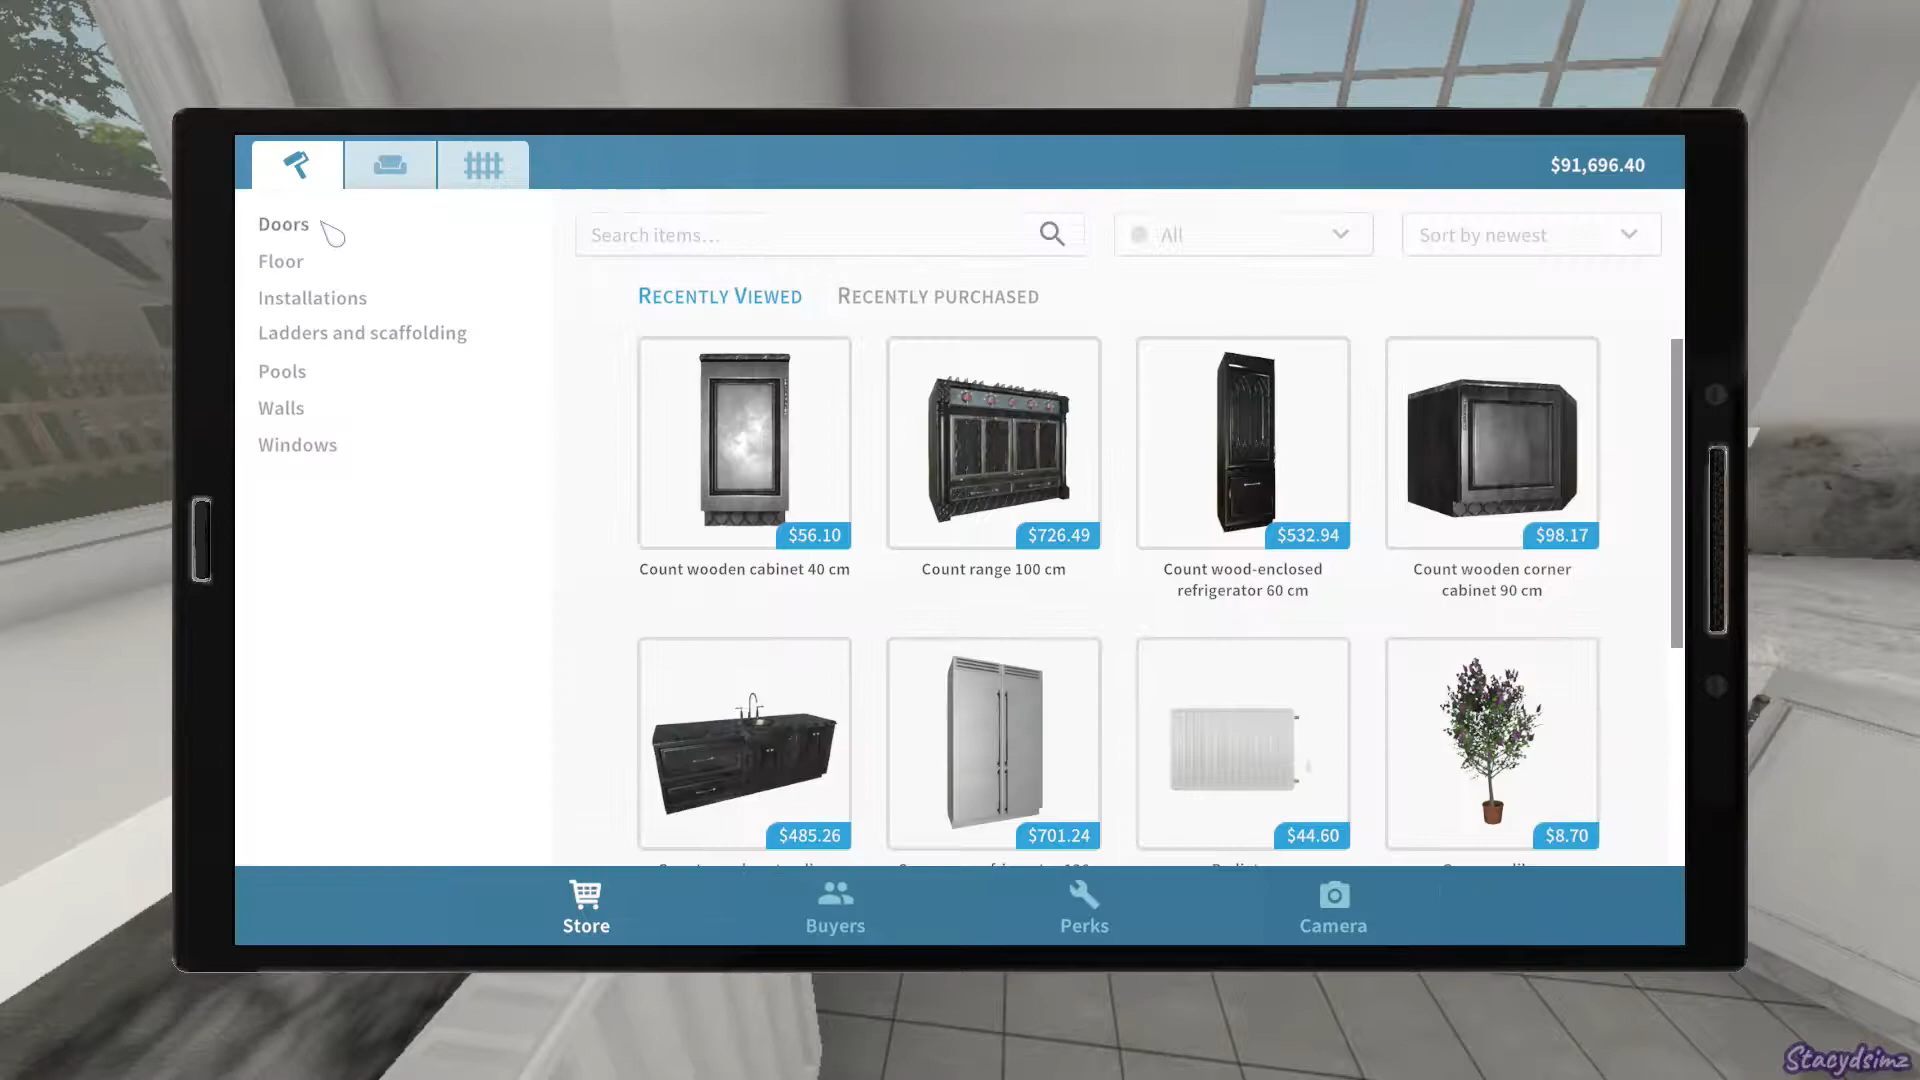 $91,696.40
Doors
Floor
Installations
Ladders and scaffolding
Pools
Walls
Windows
Search items...
All
Sort by newest
RECENTLY VIEWED
RECENTLY PURCHASED
$56.10
$726.49
$532.94
$98.17
Count wooden cabinet 40 cm
Count range 100 cm
Count wood-enclosed
refrigerator 60 cm
Count wooden corner
cabinet 90 cm
$485.26
$701.24
$44.60
$8.70
Store
Buyers
Perks
Camera
Stacydsimz